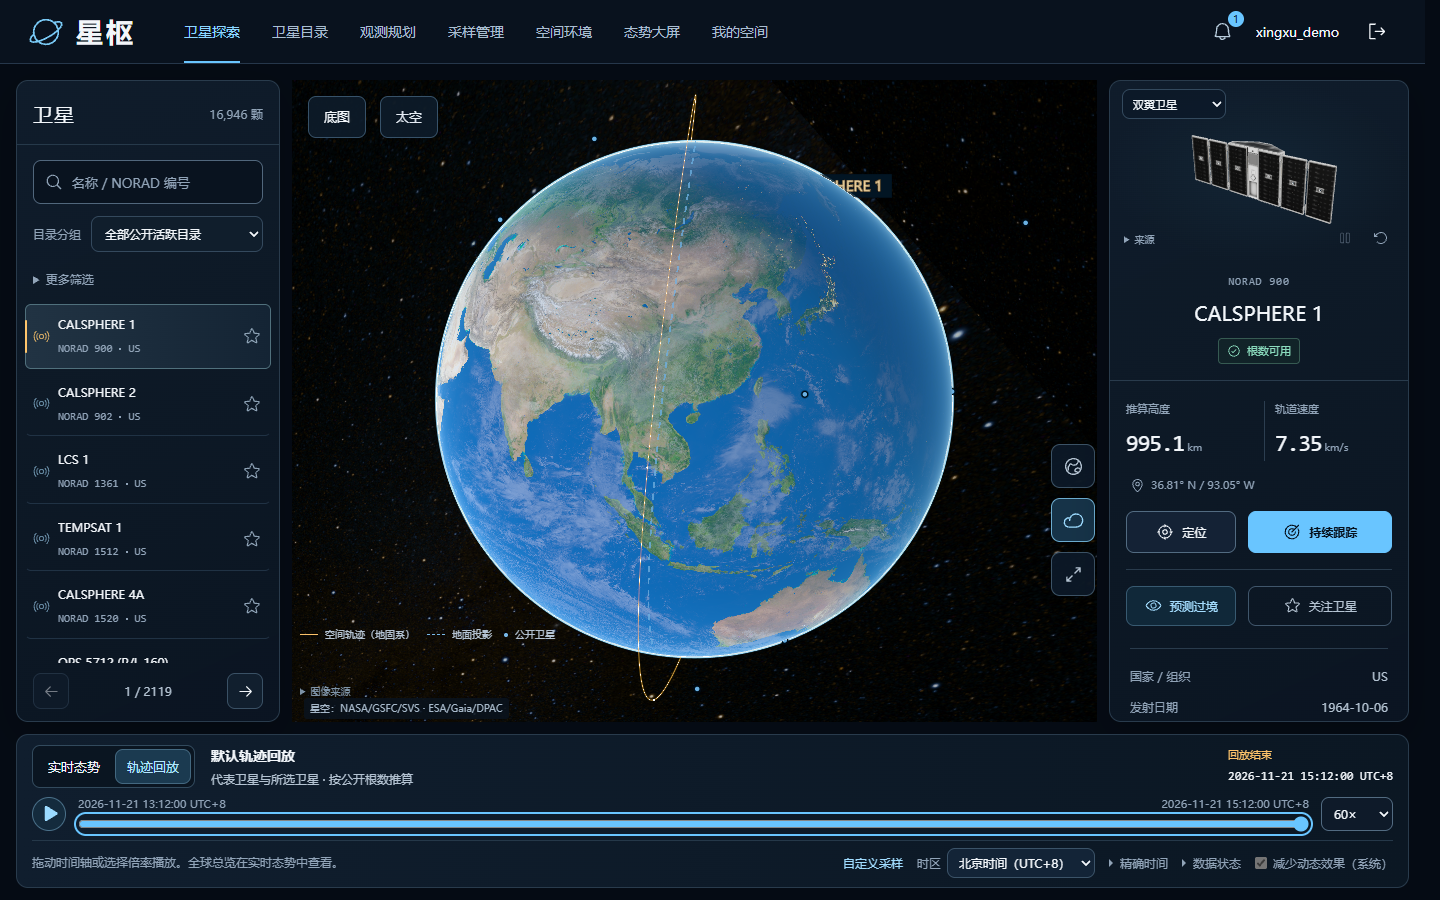 星枢
卫星探索
卫星目录
观测规划
采样管理
空间环境
态势大屏
我的空间
1
xingxu_demo
卫星
16,946 颗
名称 / NORAD 编号
目录分组
全部公开活跃目录
更多筛选
CALSPHERE 1
NORAD 900 · US
CALSPHERE 2
NORAD 902 · US
LCS 1
NORAD 1361 · US
TEMPSAT 1
NORAD 1512 · US
CALSPHERE 4A
NORAD 1520 · US
OPS 5712 (P/L 160)
1 / 2119
底图
太空
HERE 1
空间轨迹（地固系）
地面投影
公开卫星
图像来源
星空：NASA/GSFC/SVS · ESA/Gaia/DPAC
双翼卫星
来源
NORAD 900
CALSPHERE 1
根数可用
推算高度
995.1 km
轨道速度
7.35 km/s
36.81° N / 93.05° W
定位
持续跟踪
预测过境
关注卫星
国家 / 组织
US
发射日期
1964-10-06
实时态势
轨迹回放
默认轨迹回放
代表卫星与所选卫星 · 按公开根数推算
回放结束
2026-11-21 15:12:00 UTC+8
2026-11-21 13:12:00 UTC+8
2026-11-21 15:12:00 UTC+8
60×
拖动时间轴或选择倍率播放。全球总览在实时态势中查看。
自定义采样
时区
北京时间（UTC+8）
精确时间
数据状态
减少动态效果（系统）